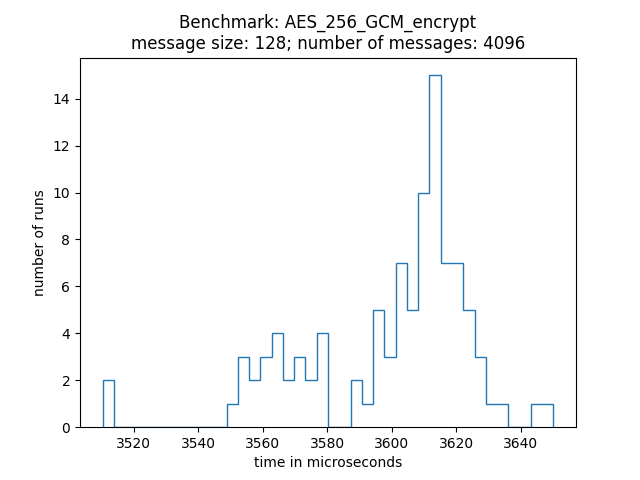 Benchmark: AES_256_GCM_encrypt
message size: 128; number of messages: 4096
14
12
10
8
6
4
2
0
number of runs
3520 3540 3560 3580 3600 3620 3640
time in microseconds